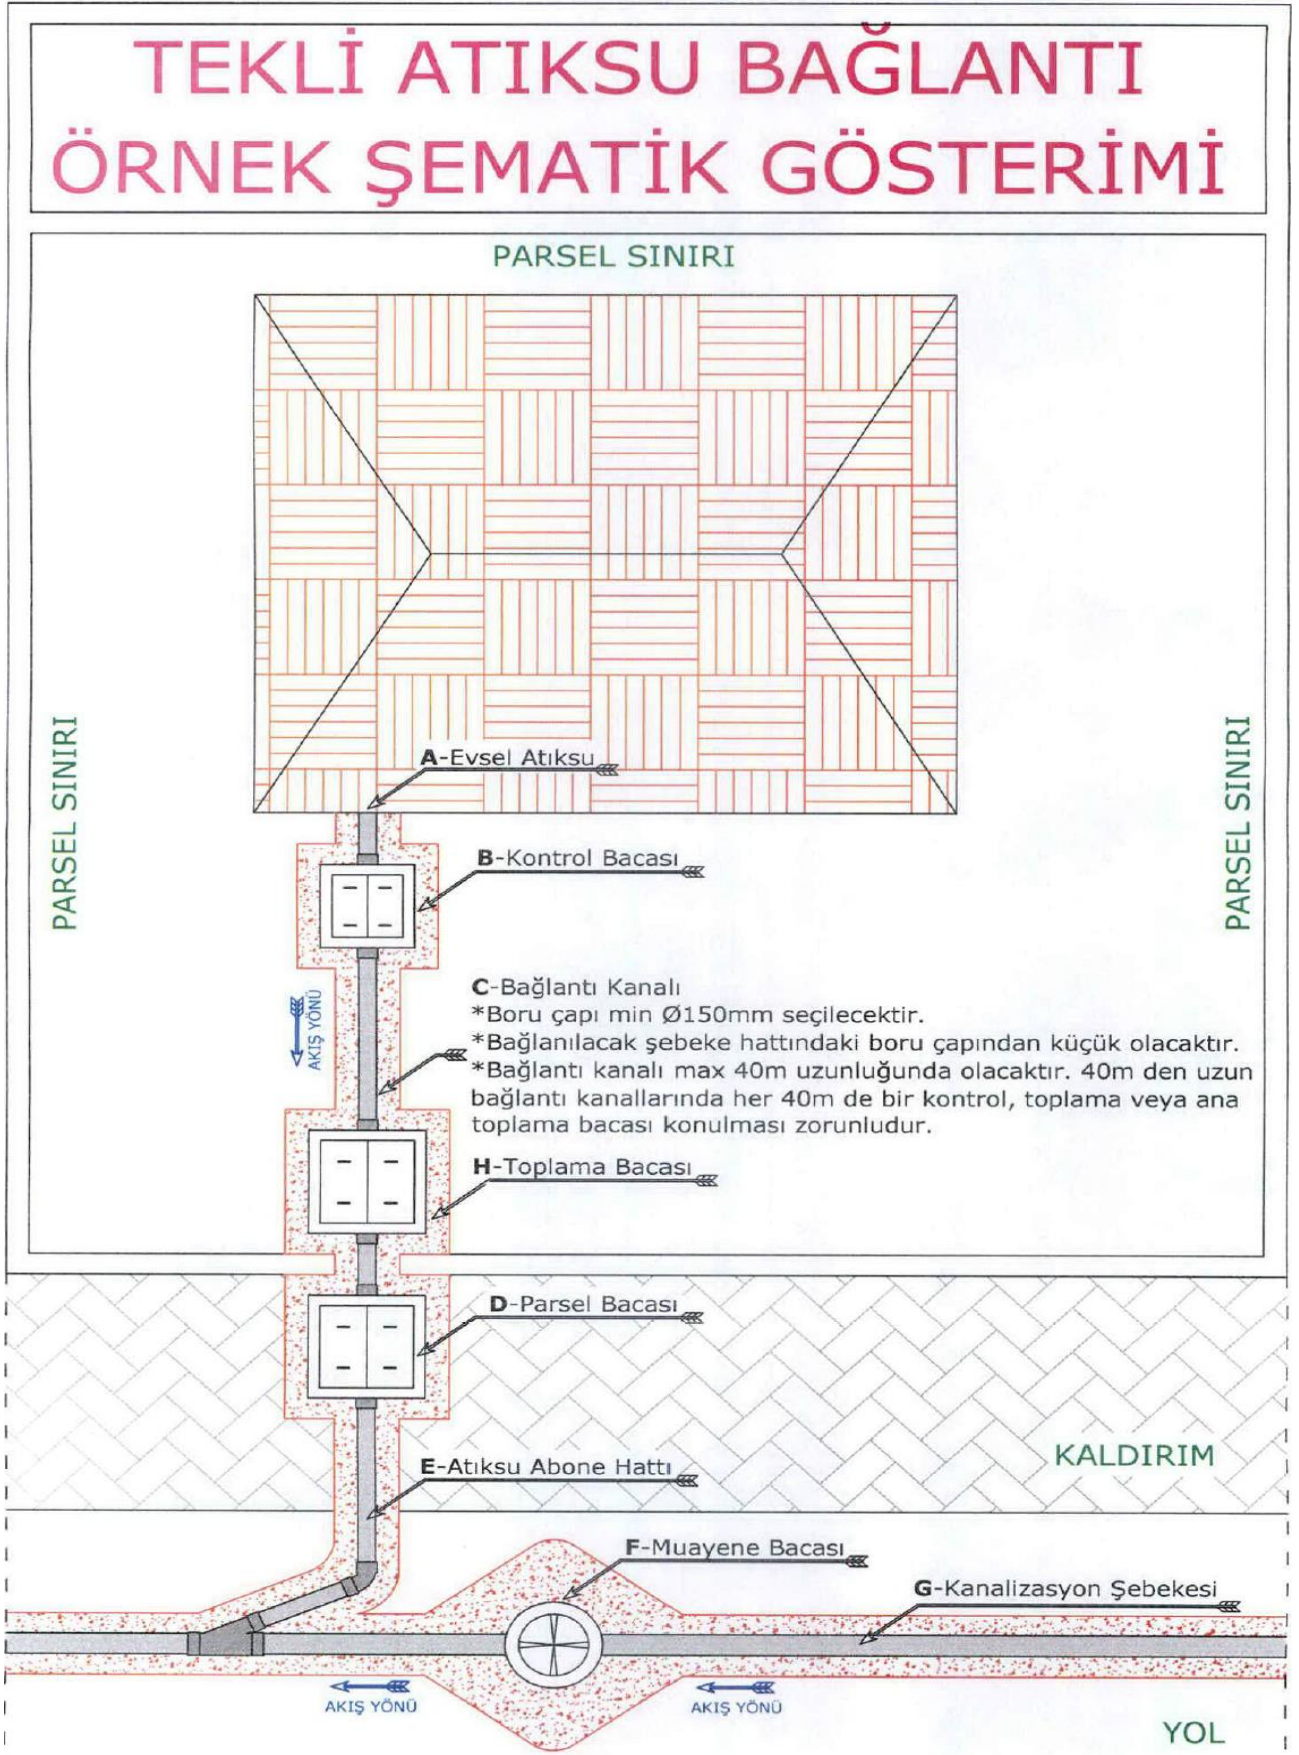 TEKLİ ATIKSU BAĞLANTI
ÖRNEK ŞEMATİK GÖSTERİMİ
PARSEL SINIRI
PARSEL SINIRI
PARSEL SINIRI
A-Evsel Atıksu
B-Kontrol Bacası
AKIŞ YÖNÜ
C-Bağlantı Kanalı
*Boru çapı min Ø150mm seçilecektir.
*Bağlanılacak şebeke hattındaki boru çapından küçük olacaktır.
*Bağlantı kanalı max 40m uzunluğunda olacaktır. 40m den uzun
bağlantı kanallarında her 40m de bir kontrol, toplama veya ana
toplama bacası konulması zorunludur.
H-Toplama Bacası
D-Parsel Bacası
KALDIRIM
E-Atıksu Abone Hattı
F-Muayene Bacası
G-Kanalizasyon Şebekesi
AKIŞ YÖNÜ
AKIŞ YÖNÜ
YOL